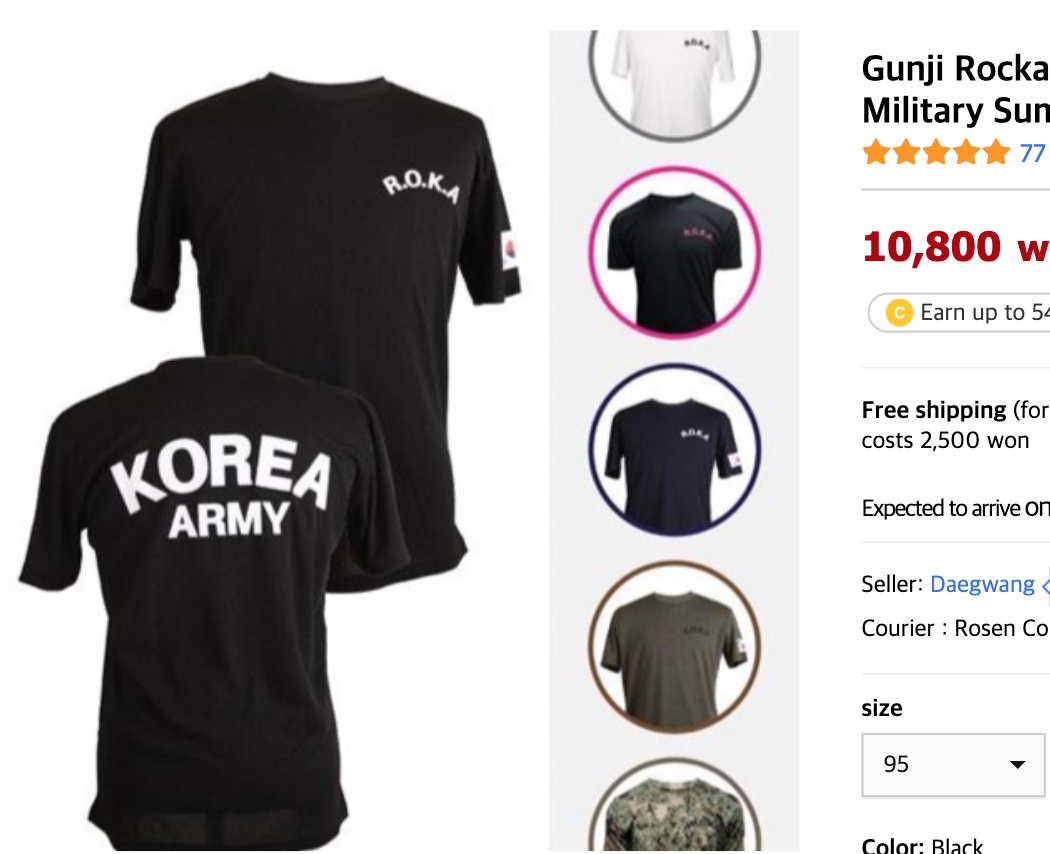 R.O.K.A
KOREA
ARMY
R.O.K.A
R.O.K.A
R.O.K.A
R.O.K.A
Gunji Rocka
Military Sun
77
10,800 w
C Earn up to 54
Free shipping (for
costs 2,500 won
Expected to arrive on
Seller: Daegwang
Courier : Rosen Co
size
95
Color: Black